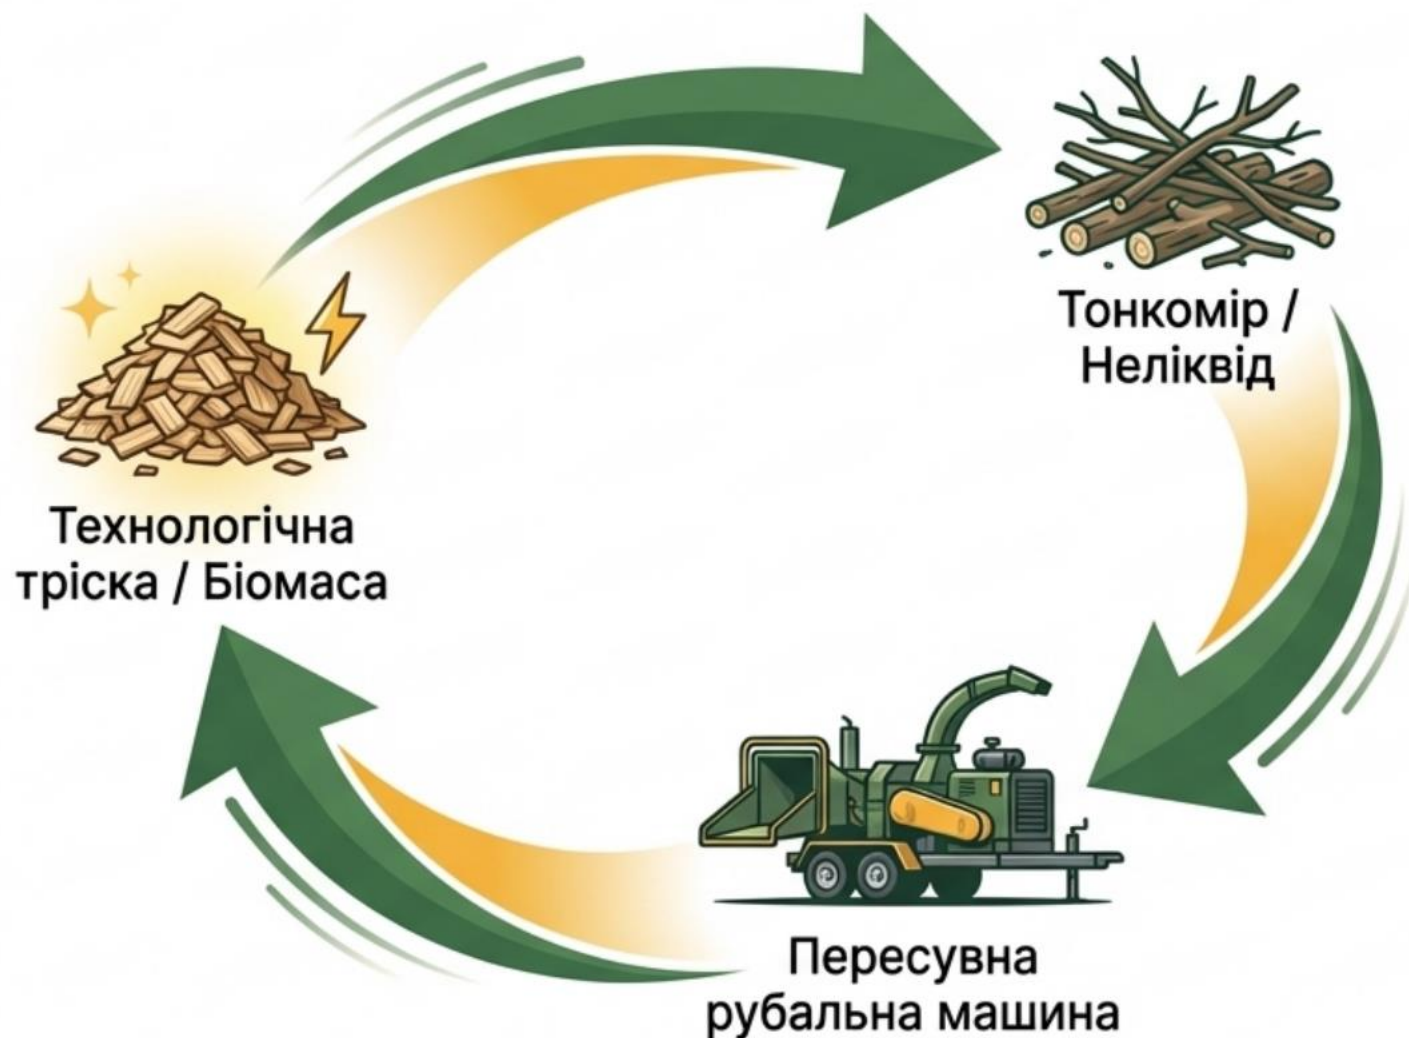 Тонкомір /
Неліквід
Технологічна
тріска / Біомаса
Пересувна
рубальна машина